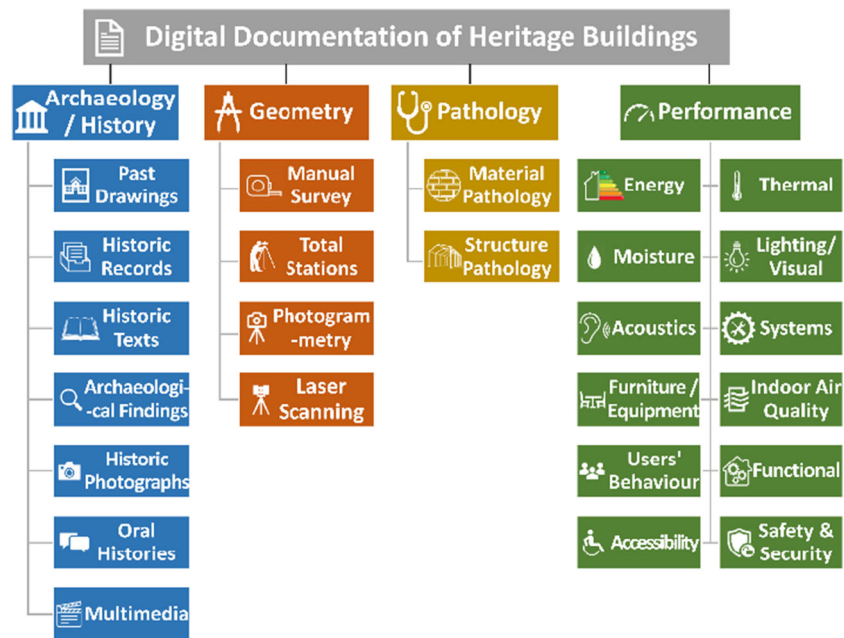 Digital Documentation of Heritage Buildings
Archaeology
/ History
Past
Drawings
Historic
Records
Historic
Texts
Archaeologi-
-cal Findings
Historic
Photographs
Oral
Histories
Multimedia
Geometry
Manual
Survey
Total
Stations
Photogram
-metry
Laser
Scanning
Pathology
Material
Pathology
Structure
Pathology
Performance
Energy
Moisture
Acoustics
Furniture /
Equipment
Users'
Behaviour
Accessibility
Thermal
Lighting/
Visual
Systems
Indoor Air
Quality
Functional
Safety &
Security